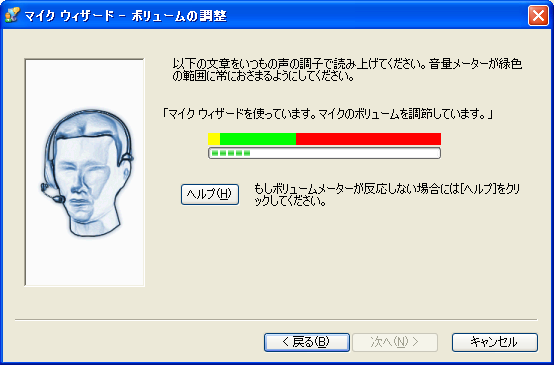 マイク ウィザード - ボリュームの調整
以下の文章をいつもの声の調子で読み上げてください。音量メーターが緑色
の範囲に常におさまるようにしてください。
「マイク ウィザードを使っています。マイクのボリュームを調節しています。」
ヘルプ(H)
もしボリュームメーターが反応しない場合には[ヘルプ]をクリ
ックしてください。
< 戻る(B)
次へ(N) >
キャンセル